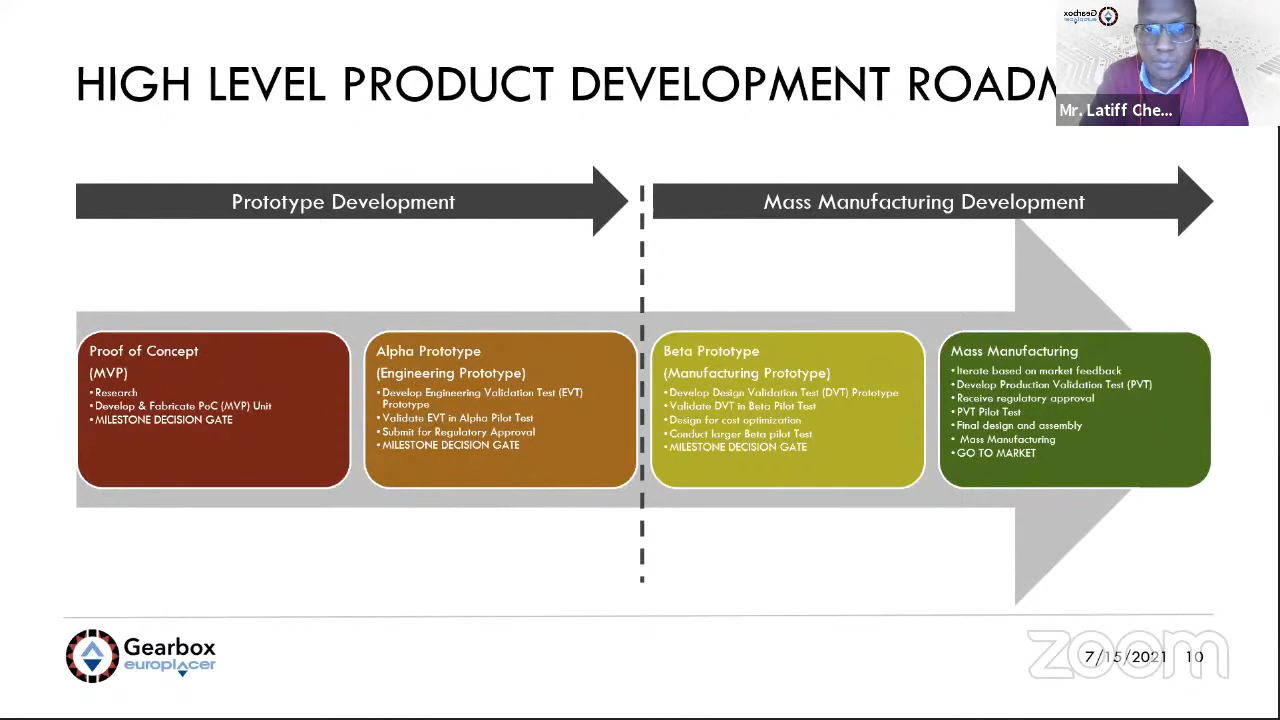 HIGH LEVEL PRODUCT DEVELOPMENT ROADM
Gearbox
Mr. Latiff Che...
Prototype Development
Mass Manufacturing Development
Proof of Concept
(MVP)
• Research
• Develop & Fabricate PoC (MVP) Unit
• MILESTONE DECISION GATE
Alpha Prototype
(Engineering Prototype)
• Develop Engineering Validation Test (EVT)
Prototype
• Validate EVT in Alpha Pilot Test
• Submit for Regulatory Approval
• MILESTONE DECISION GATE
Beta Prototype
(Manufacturing Prototype)
• Develop Design Validation Test (DVT) Prototype
• Validate DVT in Beta Pilot Test
• Design for cost optimization
• Conduct larger Beta pilot Test
• MILESTONE DECISION GATE
Mass Manufacturing
• Iterate based on market feedback
• Develop Production Validation Test (PVT)
• Receive regulatory approval
• PVT Pilot Test
• Final design and assembly
• Mass Manufacturing
• GO TO MARKET
Gearbox
europlacer
zoom
7/15/2021 10